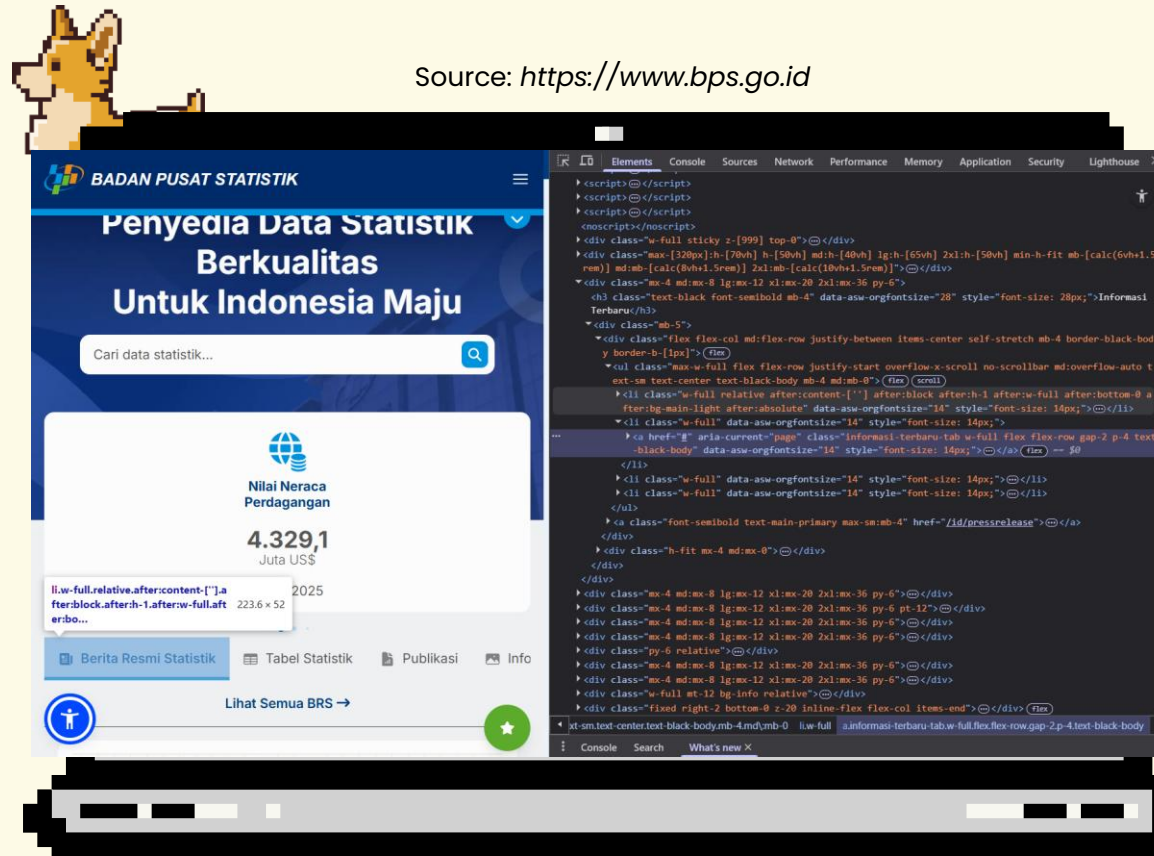 Source: https://www.bps.go.id
BADAN PUSAT STATISTIK
Penyedia Data Statistik
Berkualitas
Untuk Indonesia Maju
Cari data statistik...
Nilai Neraca
Perdagangan
4.329,1
Juta US$
2025
li.w-full.relative.after:content-[''].a
fter:block.after:h-1.after:w-full.aft
er:bo...
223.6 × 52
Berita Resmi Statistik
Tabel Statistik
Publikasi
Info
Lihat Semua BRS →
Elements Console Sources Network Performance Memory Application Security Lighthouse
<script></script>
<script></script>
<script></script>
<noscript></noscript>
<div class="w-full sticky z-[999] top-0"></div>
<div class="max-[320px]:h-[70vh] h-[50vh] md:h-[40vh] lg:h-[65vh] 2xl:h-[50vh] min-h-fit mb-[calc(6vh+1.5
rem)] md:mb-[calc(8vh+1.5rem)] 2xl:mb-[calc(10vh+1.5rem)]"></div>
<div class="mx-4 md:mx-8 lg:mx-12 xl:mx-20 2xl:mx-36 py-6">
<h3 class="text-black font-semibold mb-4" data-asw-orgfontsize="28" style="font-size: 28px;">Informasi
Terbaru</h3>
<div class="mb-5">
<div class="flex flex-col md:flex-row justify-between items-center self-stretch mb-4 border-black-bod
y border-b-[1px]"> flex
<ul class="max-w-full flex flex-row justify-start overflow-x-scroll no-scrollbar md:overflow-auto t
ext-sm text-center text-black-body mb-4 md:mb-0"> flex scroll
<li class="w-full relative after:content-[''] after:block after:h-1 after:w-full after:bottom-0 a
fter:bg-main-light after:absolute" data-asw-orgfontsize="14" style="font-size: 14px;"></li>
<li class="w-full" data-asw-orgfontsize="14" style="font-size: 14px;">
<a href="#" aria-current="page" class="informasi-terbaru-tab w-full flex flex-row gap-2 p-4 text
-black-body" data-asw-orgfontsize="14" style="font-size: 14px;"></a> flex == $0
</li>
<li class="w-full" data-asw-orgfontsize="14" style="font-size: 14px;"></li>
<li class="w-full" data-asw-orgfontsize="14" style="font-size: 14px;"></li>
</ul>
<a class="font-semibold text-main-primary max-sm:mb-4" href="/id/pressrelease"></a>
</div>
<div class="h-fit mx-4 md:mx-0"></div>
</div>
</div>
<div class="mx-4 md:mx-8 lg:mx-12 xl:mx-20 2xl:mx-36 py-6"></div>
<div class="mx-4 md:mx-8 lg:mx-12 xl:mx-20 2xl:mx-36 py-6 pt-12"></div>
<div class="mx-4 md:mx-8 lg:mx-12 xl:mx-20 2xl:mx-36 py-6"></div>
<div class="mx-4 md:mx-8 lg:mx-12 xl:mx-20 2xl:mx-36 py-6"></div>
<div class="py-6 relative"></div>
<div class="mx-4 md:mx-8 lg:mx-12 xl:mx-20 2xl:mx-36 py-6"></div>
<div class="mx-4 md:mx-8 lg:mx-12 xl:mx-20 2xl:mx-36 py-6"></div>
<div class="w-full mt-12 bg-info relative"></div>
<div class="fixed right-2 bottom-0 z-20 inline-flex flex-col items-end"></div> flex
xt-sm.text-center.text-black-body.mb-4.md\:mb-0 li.w-full a.informasi-terbaru-tab.w-full.flex.flex-row.gap-2.p-4.text-black-body
Console Search What's new ×